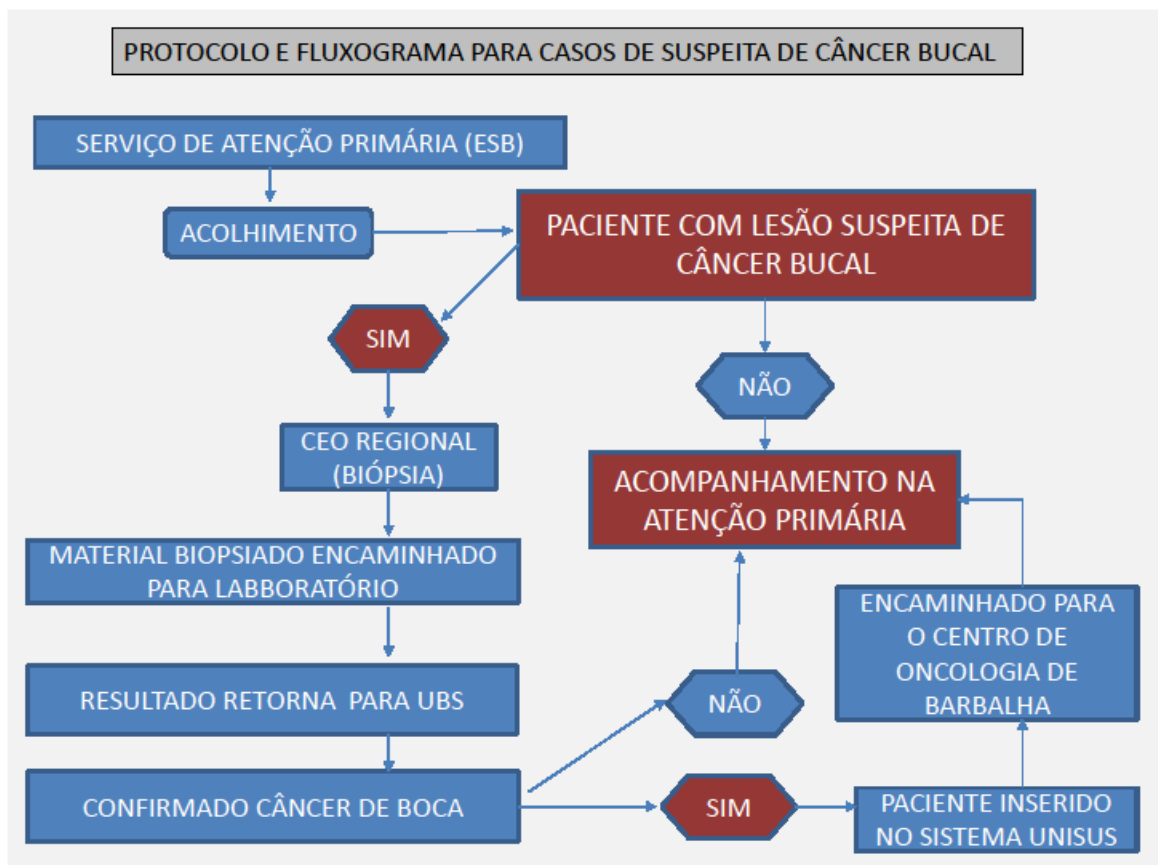 PROTOCOLO E FLUXOGRAMA PARA CASOS DE SUSPEITA DE CÂNCER BUCAL
SERVIÇO DE ATENÇÃO PRIMÁRIA (ESB)
ACOLHIMENTO
PACIENTE COM LESÃO SUSPEITA DE
CÂNCER BUCAL
SIM
NÃO
CEO REGIONAL
(BIÓPSIA)
ACOMPANHAMENTO NA
ATENÇÃO PRIMÁRIA
MATERIAL BIOPSIADO ENCAMINHADO
PARA LABBORATÓRIO
ENCAMINHADO PARA
O CENTRO DE
ONCOLOGIA DE
BARBALHA
RESULTADO RETORNA PARA UBS
NÃO
CONFIRMADO CÂNCER DE BOCA
SIM
PACIENTE INSERIDO
NO SISTEMA UNISUS